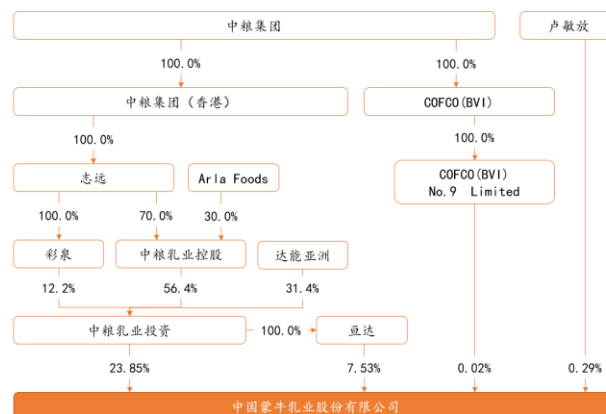 中粮集团
卢敏放
100.0%
100.0%
中粮集团（香港）
COFCO(BVI)
100.0%
100.0%
志远
Arla Foods
COFCO(BVI)
No.9 Limited
100.0%
70.0%
30.0%
彩泉
中粮乳业控股
达能亚洲
12.2%
56.4%
31.4%
中粮乳业投资
100.0%
亘达
23.85%
7.53%
0.02%
0.29%
中国蒙牛乳业股份有限公司